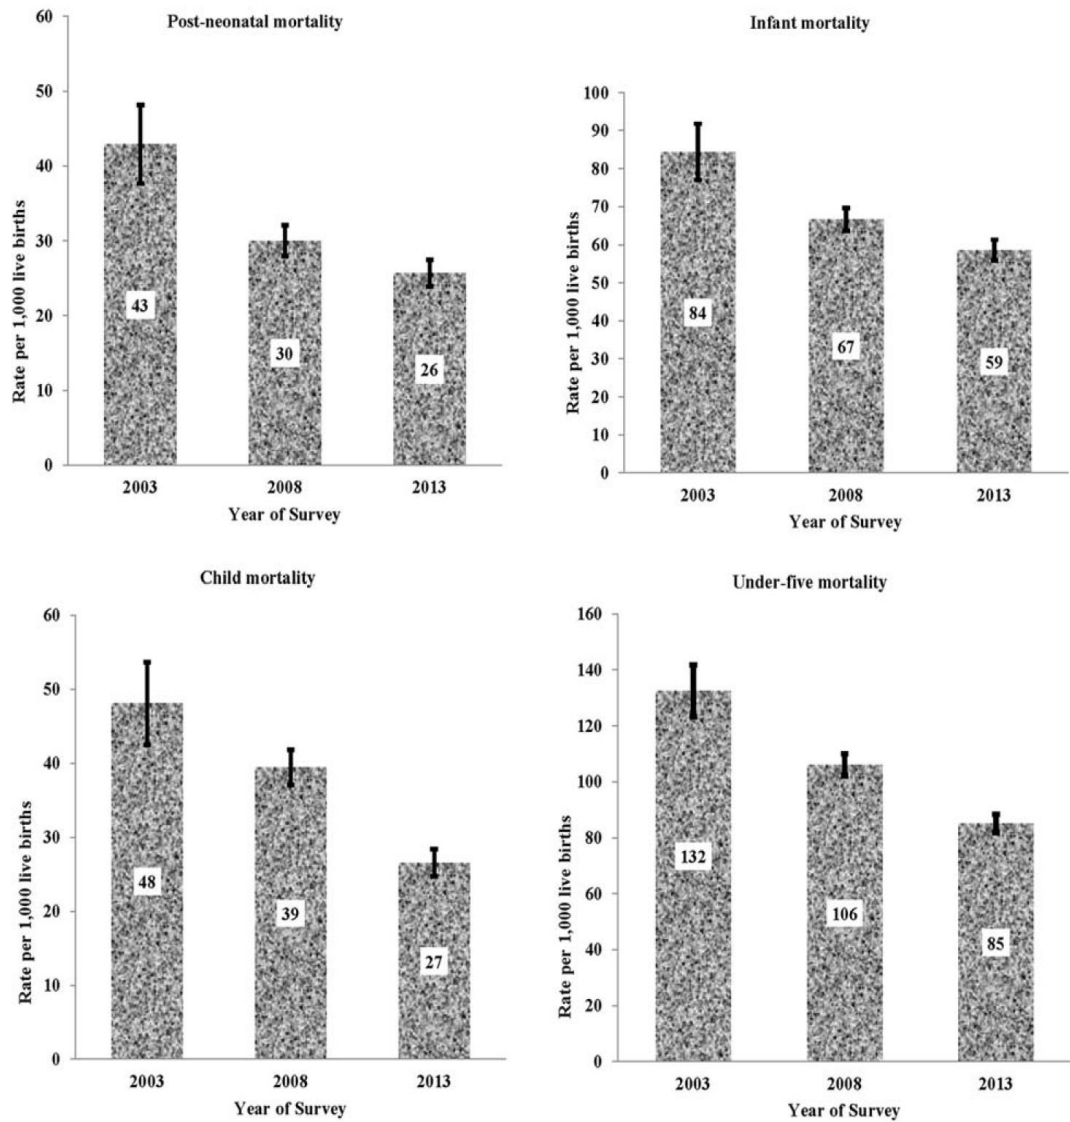 Post-neonatal mortality
Rate per 1,000 live births
60
50
40
30
20
10
0
43
30
26
2003 2008 2013
Year of Survey
Infant mortality
Rate per 1,000 live births
100
90
80
70
60
50
40
30
20
10
0
84
67
59
2003 2008 2013
Year of Survey
Child mortality
Rate per 1,000 live births
60
50
40
30
20
10
0
48
39
27
2003 2008 2013
Year of Survey
Under-five mortality
Rate per 1,000 live births
160
140
120
100
80
60
40
20
0
132
106
85
2003 2008 2013
Year of Survey